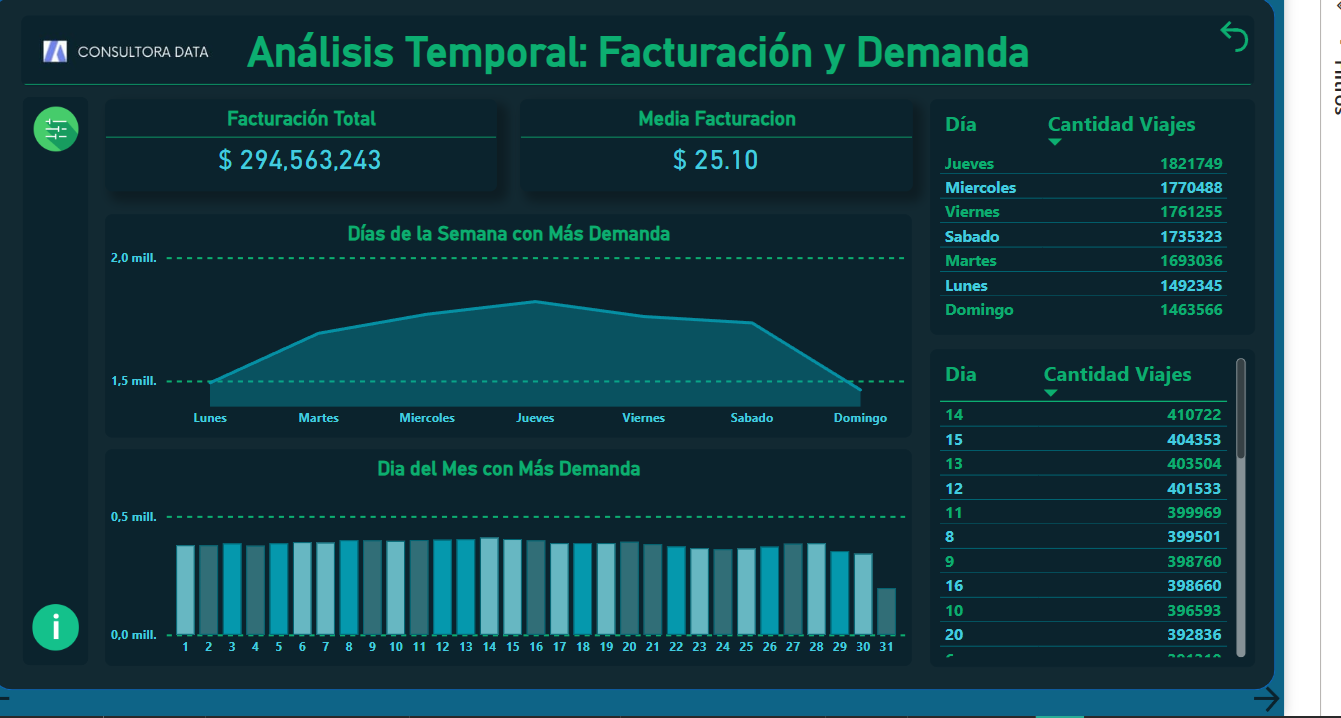 CONSULTORA DATA
Análisis Temporal: Facturación y Demanda
Facturación Total
$ 294,563,243
Media Facturacion
$ 25.10
Día Cantidad Viajes
Jueves 1821749
Miercoles 1770488
Viernes 1761255
Sabado 1735323
Martes 1693036
Lunes 1492345
Domingo 1463566
Días de la Semana con Más Demanda
2,0 mill.
1,5 mill.
Lunes Martes Miercoles Jueves Viernes Sabado Domingo
Dia del Mes con Más Demanda
0,5 mill.
0,0 mill.
1 2 3 4 5 6 7 8 9 10 11 12 13 14 15 16 17 18 19 20 21 22 23 24 25 26 27 28 29 30 31
Dia Cantidad Viajes
14 410722
15 404353
13 403504
12 401533
11 399969
8 399501
9 398760
16 398660
10 396593
20 392836
i